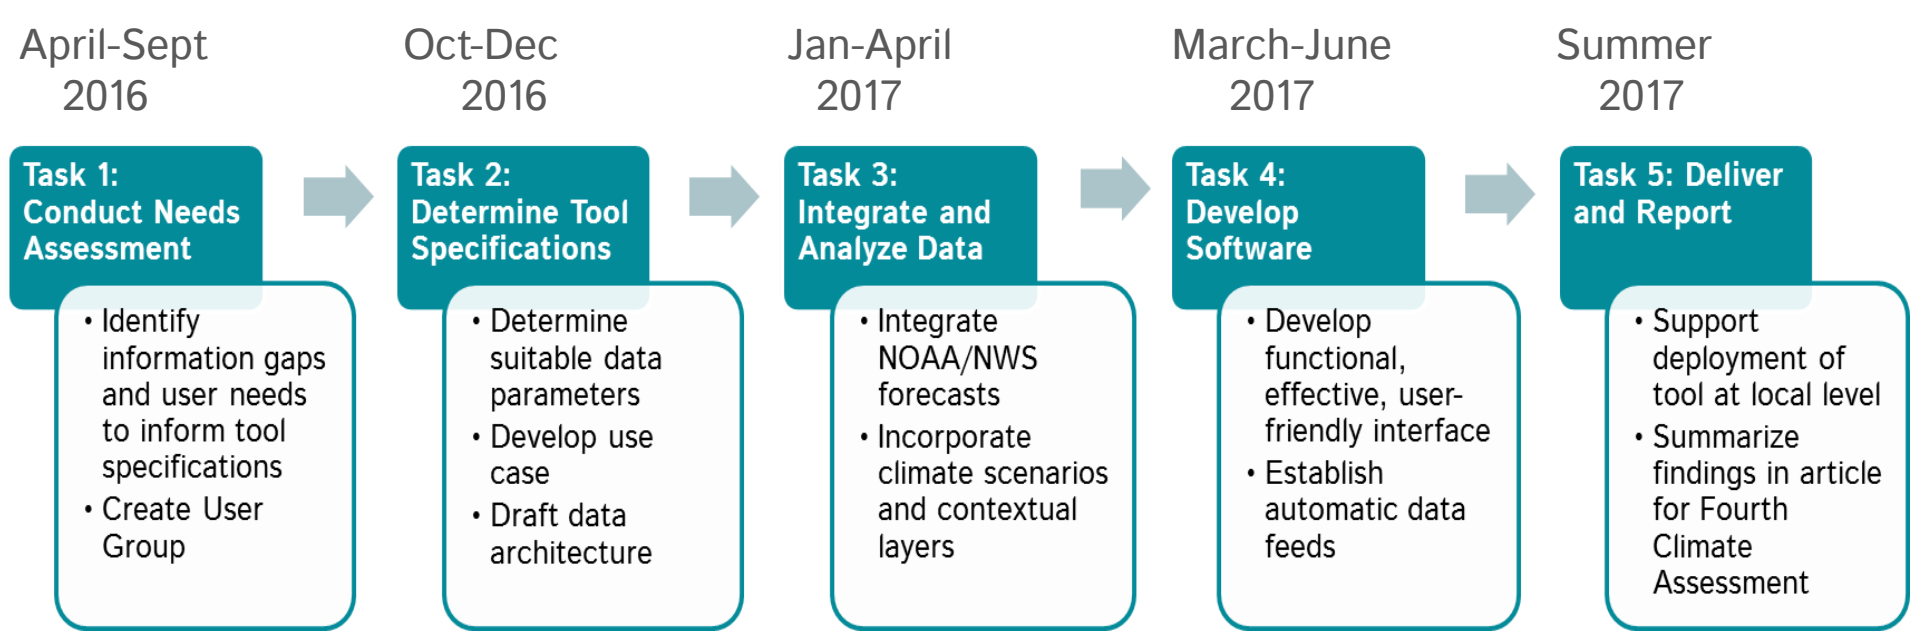 April-Sept
2016
Oct-Dec
2016
Jan-April
2017
March-June
2017
Summer
2017
Task 1:
Conduct Needs
Assessment
• Identify
information gaps
and user needs
to inform tool
specifications
• Create User
Group
Task 2:
Determine Tool
Specifications
• Determine
suitable data
parameters
• Develop use
case
• Draft data
architecture
Task 3:
Integrate and
Analyze Data
• Integrate
NOAA/NWS
forecasts
• Incorporate
climate scenarios
and contextual
layers
Task 4:
Develop
Software
• Develop
functional,
effective, user-
friendly interface
• Establish
automatic data
feeds
Task 5: Deliver
and Report
• Support
deployment of
tool at local level
• Summarize
findings in article
for Fourth
Climate
Assessment